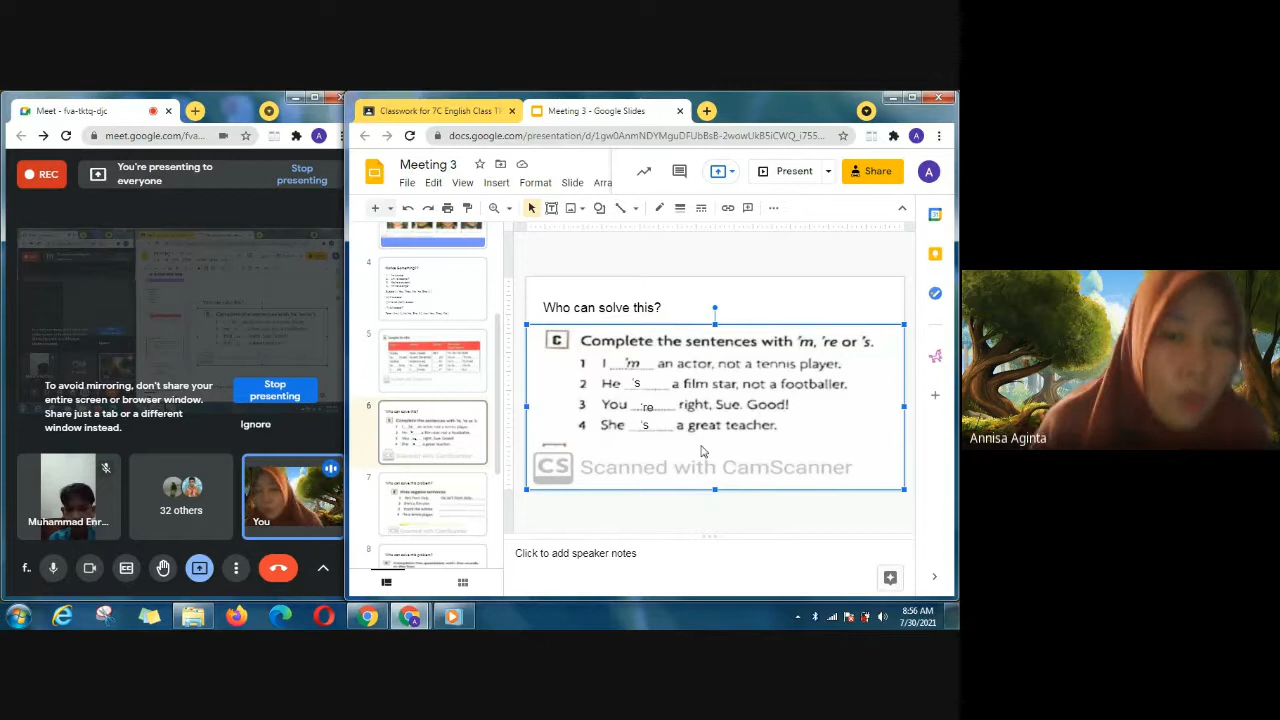 Meet - fva-tktq-djc
meet.google.com/fva...
REC
You're presenting to
everyone
Stop
presenting
To avoid mirroring, don't share your
entire screen or browser window.
Share just a tab or a different
window instead.
Stop
presenting
Ignore
Muhammad Enr...
32 others
You
f..
Classwork for 7C English Class T
Meeting 3 - Google Slides
docs.google.com/presentation/d/1gw0AnmNDYMguDFUbBsB-2wowUkB5iCWQ_i755...
Meeting 3
File Edit View Insert Format Slide Arra
Present
Share
A
4
5
6
7
8
Who can solve this?
C Complete the sentences with 'm, 're or 's.
1 I 'm an actor, not a tennis player.
2 He 's a film star, not a footballer.
3 You 're right, Sue. Good!
4 She 's a great teacher.
CS Scanned with CamScanner
Click to add speaker notes
8:56 AM
7/30/2021
Annisa Aginta